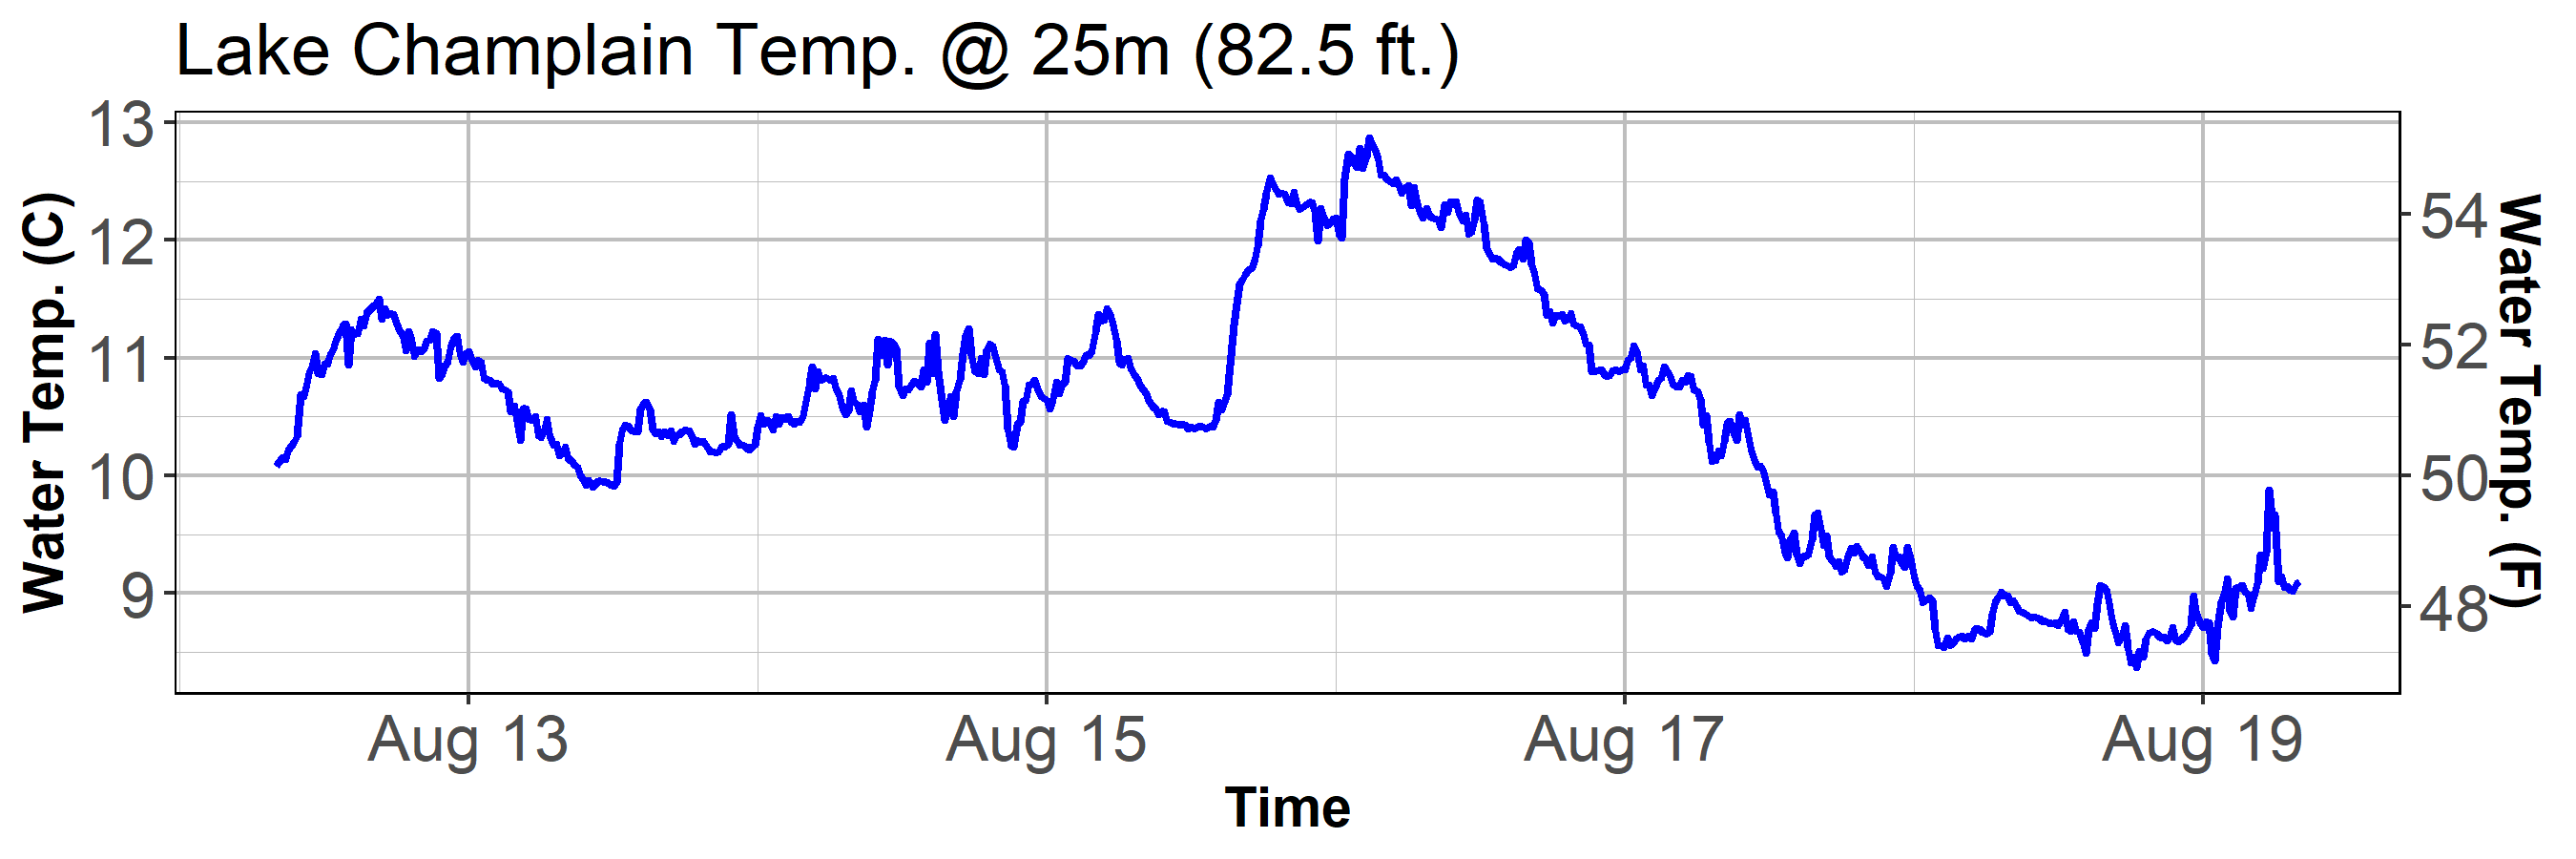 Lake Champlain Temp. @ 25m (82.5 ft.)
Water Temp. (C)
13
12
11
10
9
54
52
50
48
Water Temp. (F)
Aug 13 Aug 15 Aug 17 Aug 19
Time